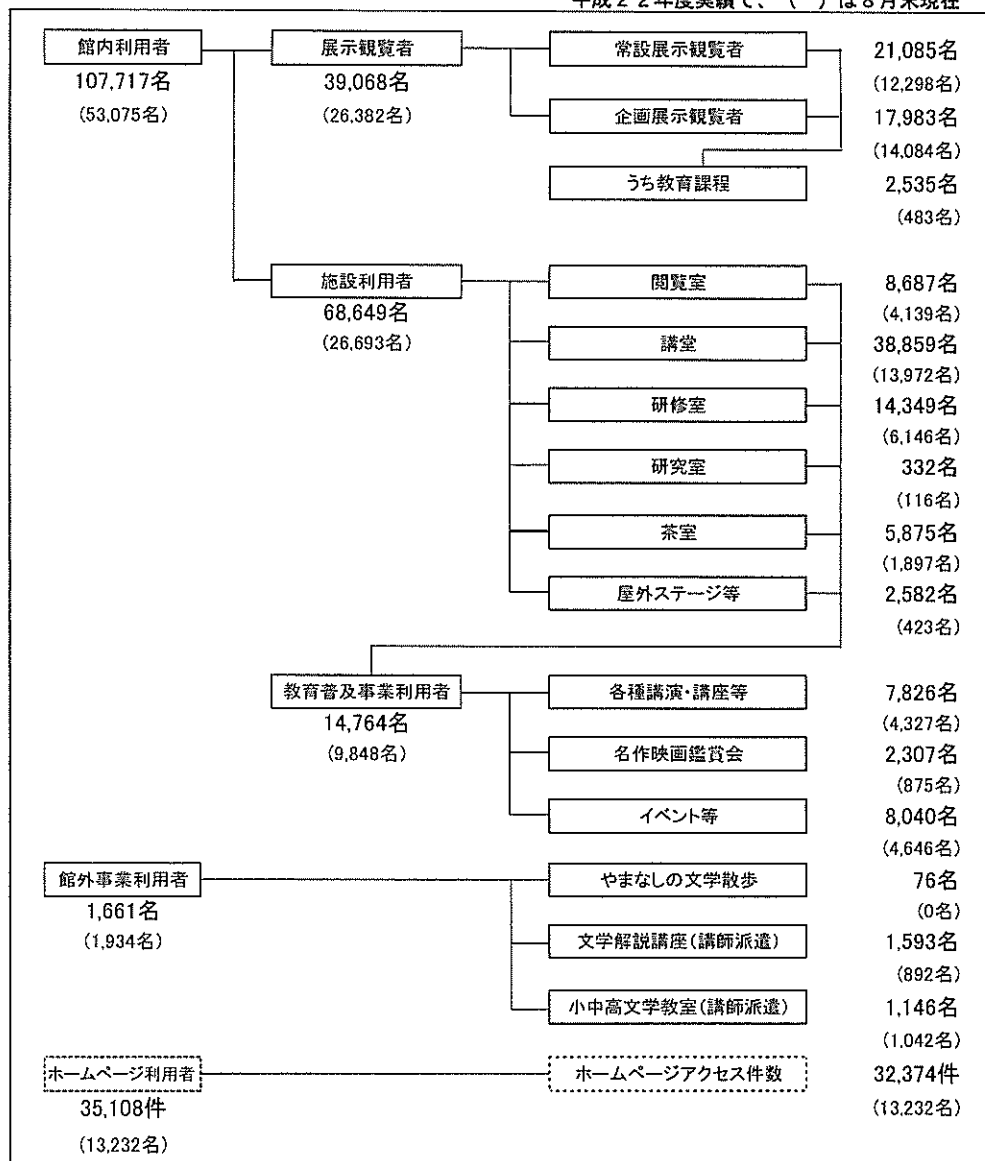 平成22年度実績で、( )は8月末現在
館内利用者 展示観覧者 常設展示観覧者 21,085名
107,717名 39,068名 (12,298名)
(53,075名) (26,382名) 企画展示観覧者 17,983名
(14,084名)
うち教育課程 2,535名
(483名)
施設利用者 閲覧室 8,687名
68,649名 (4,139名)
(26,693名) 講堂 38,859名
(13,972名)
研修室 14,349名
(6,146名)
研究室 332名
(116名)
茶室 5,875名
(1,897名)
屋外ステージ等 2,582名
(423名)
教育普及事業利用者 各種講演・講座等 7,826名
14,764名 (4,327名)
(9,848名) 名作映画鑑賞会 2,307名
(875名)
イベント等 8,040名
(4,646名)
館外事業利用者 やまなしの文学散歩 76名
1,661名 (0名)
(1,934名) 文学解説講座(講師派遣) 1,593名
(892名)
小中高文学教室(講師派遣) 1,146名
(1,042名)
ホームページ利用者 ホームページアクセス件数 32,374件
35,108件 (13,232名)
(13,232名)